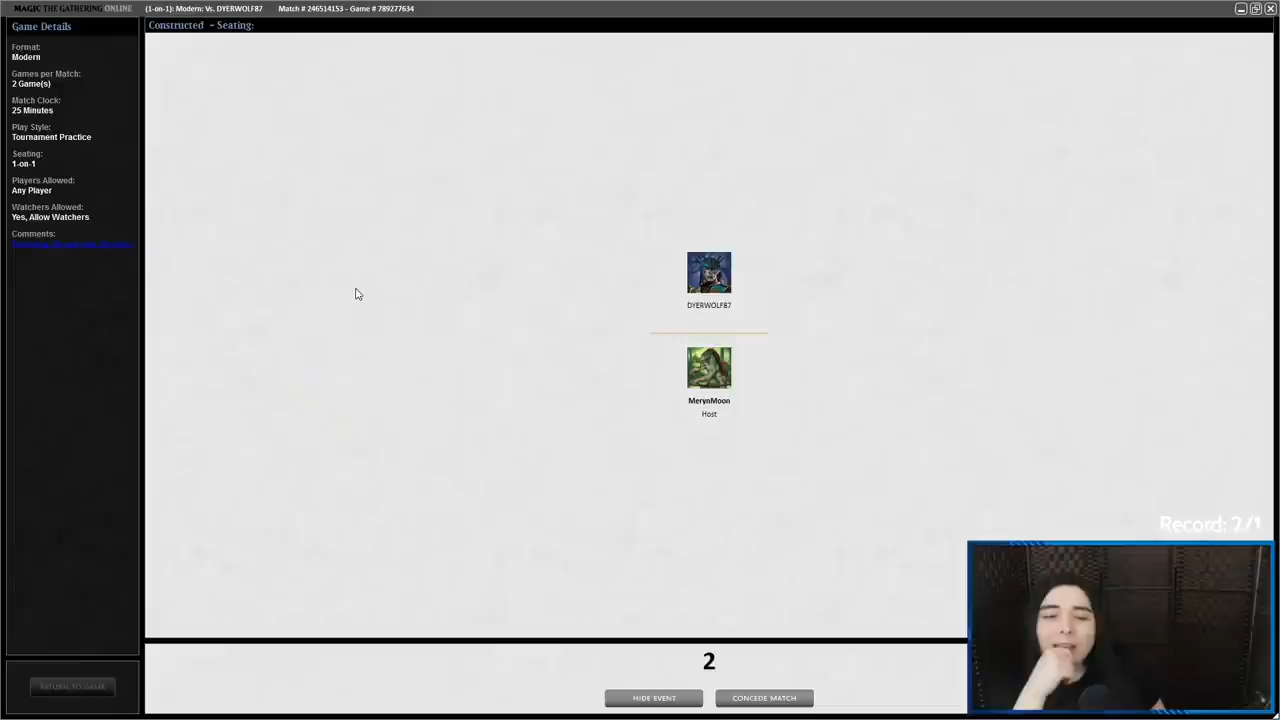 MAGIC THE GATHERING ONLINE (1-on-1): Modern: Vs. DYERWOLF87 Match # 246514153 - Game # 789277634
Game Details
Constructed - Seating:
Format:
Modern
Games per Match:
2 Game(s)
Match Clock:
25 Minutes
Play Style:
Tournament Practice
Seating:
1-on-1
Players Allowed:
Any Player
Watchers Allowed:
Yes, Allow Watchers
Comments:
DYERWOLF87
MerynMoon
Host
Record: 2/1
2
RETURN TO GAME
HIDE EVENT
CONCEDE MATCH